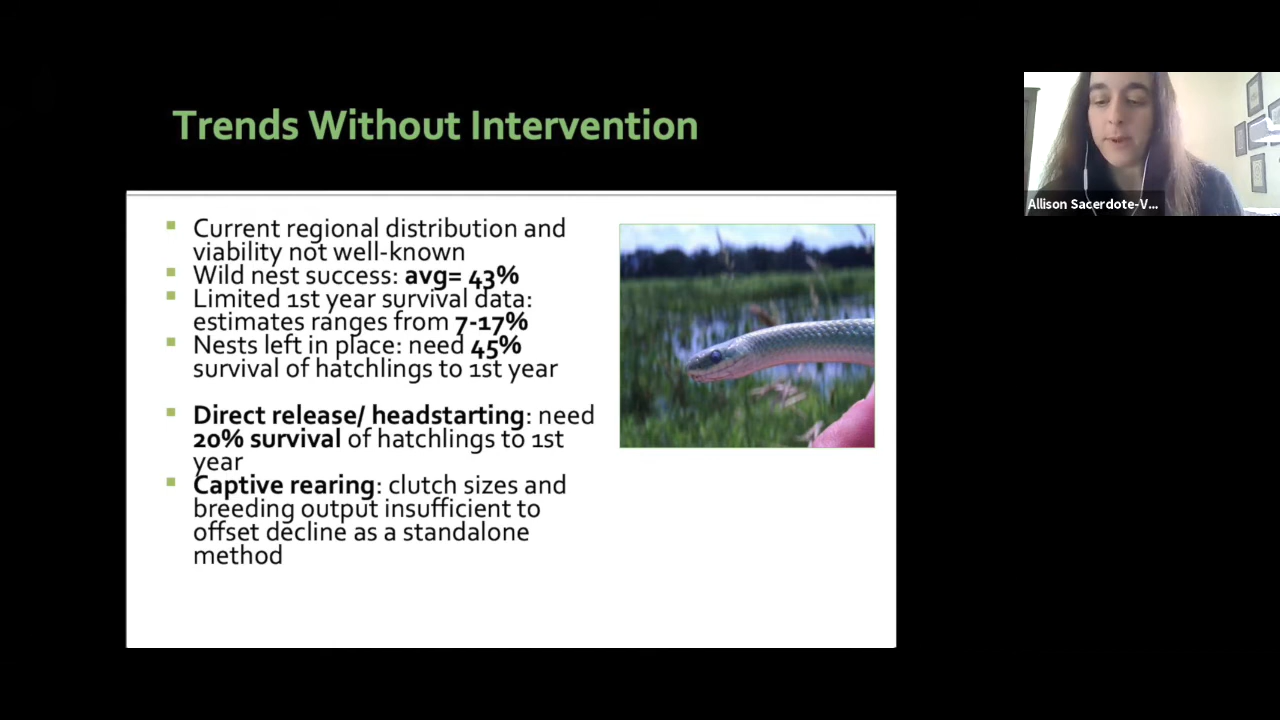 Trends Without Intervention
Allison Sacerdote-V...
Current regional distribution and
viability not well-known
Wild nest success: avg= 43%
Limited 1st year survival data:
estimates ranges from 7-17%
Nests left in place: need 45%
survival of hatchlings to 1st year
Direct release/ headstarting: need
20% survival of hatchlings to 1st
year
Captive rearing: clutch sizes and
breeding output insufficient to
offset decline as a standalone
method